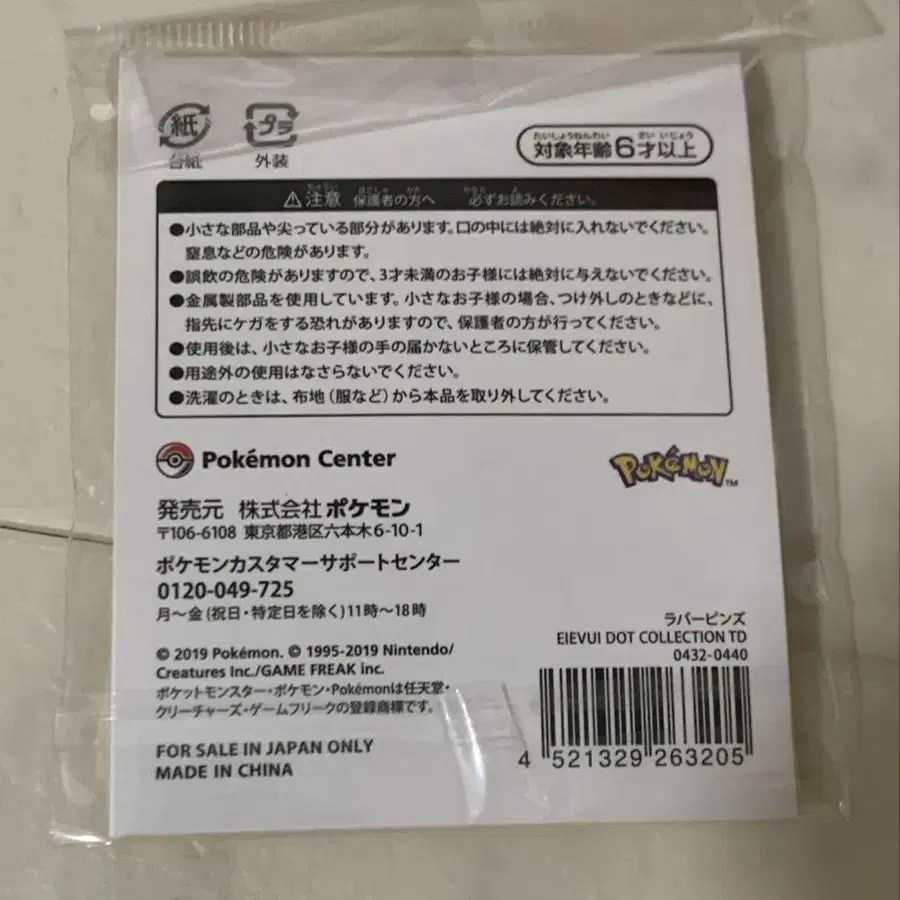 紙
プラ
台紙
外装
たいしょうねんれい さい いじょう
対象年齢6才以上
ちゅうい ほごしゃ かた かなら よ
⚠注意 保護者の方へ 必ずお読みください。
●小さな部品や尖っている部分があります。口の中には絶対に入れないでください。
窒息などの危険があります。
●誤飲の危険がありますので、3才未満のお子様には絶対に与えないでください。
●金属製部品を使用しています。小さなお子様の場合、つけ外しのときなどに、
指先にケガをする恐れがありますので、保護者の方が行ってください。
●使用後は、小さなお子様の手の届かないところに保管してください。
●用途外の使用はなさらないでください。
●洗濯のときは、布地(服など)から本品を取り外してください。
Pokémon Center
POKéMON™
発売元 株式会社ポケモン
〒106-6108 東京都港区六本木6-10-1
ポケモンカスタマーサポートセンター
0120-049-725
月〜金(祝日・特定日を除く)11時〜18時
ラバーピンズ
EIEVUI DOT COLLECTION TD
0432-0440
© 2019 Pokémon. © 1995-2019 Nintendo/
Creatures Inc./GAME FREAK inc.
ポケットモンスター・ポケモン・Pokémonは任天堂・
クリーチャーズ・ゲームフリークの登録商標です。
FOR SALE IN JAPAN ONLY
MADE IN CHINA
4 521329 263205